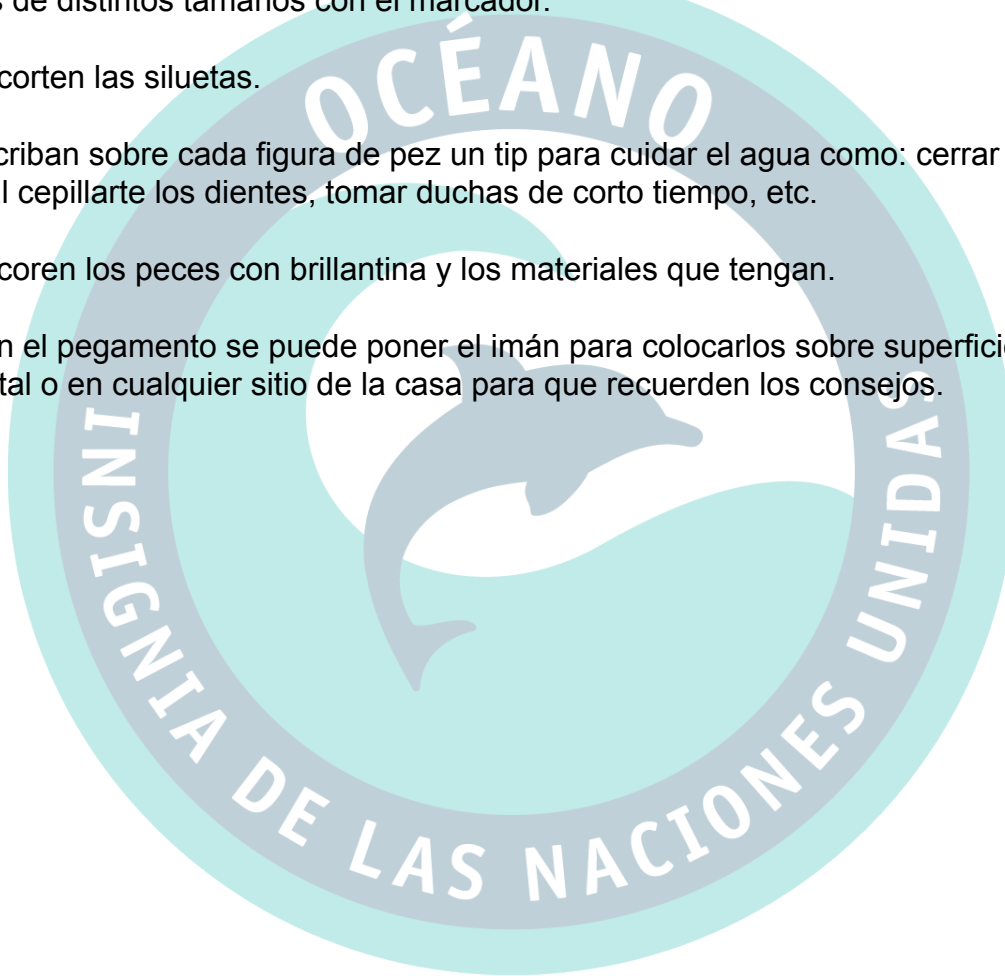 s de distintos tamaños con el marcador.
corten las siluetas.
criban sobre cada figura de pez un tip para cuidar el agua como: cerrar
l cepillarte los dientes, tomar duchas de corto tiempo, etc.
coren los peces con brillantina y los materiales que tengan.
n el pegamento se puede poner el imán para colocarlos sobre superfici
tal o en cualquier sitio de la casa para que recuerden los consejos.
OCÉANO
INSIGNIA DE LAS NACIONES UNIDAS